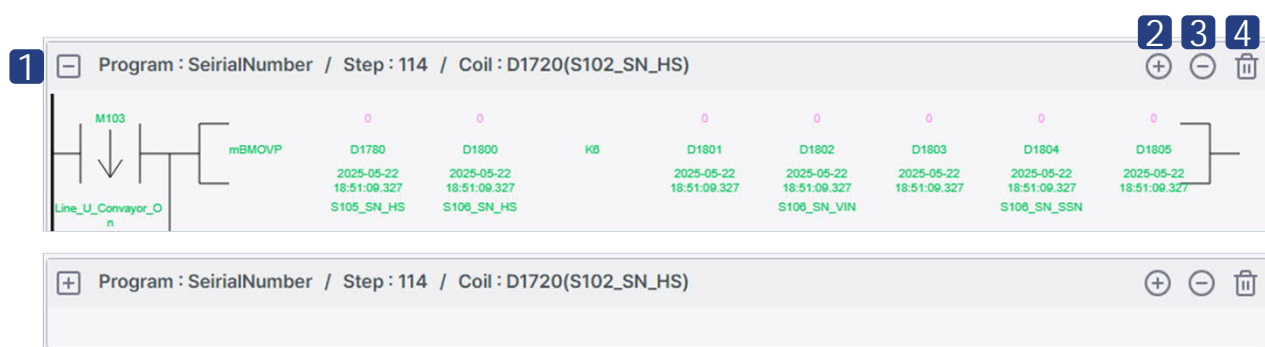 2 3 4
1 Program : SeirialNumber / Step : 114 / Coil : D1720(S102_SN_HS)
M103 0 0 0 0 0 0 0
mBMOVP D1780 D1800 K6 D1801 D1802 D1803 D1804 D1805
2025-05-22 2025-05-22 2025-05-22 2025-05-22 2025-05-22 2025-05-22 2025-05-22
18:51:09.327 18:51:09.327 18:51:09.327 18:51:09.327 18:51:09.327 18:51:09.327 18:51:09.327
Line_U_Convayor_O S105_SN_HS S106_SN_HS S106_SN_VIN S106_SN_SSN
n
Program : SeirialNumber / Step : 114 / Coil : D1720(S102_SN_HS)